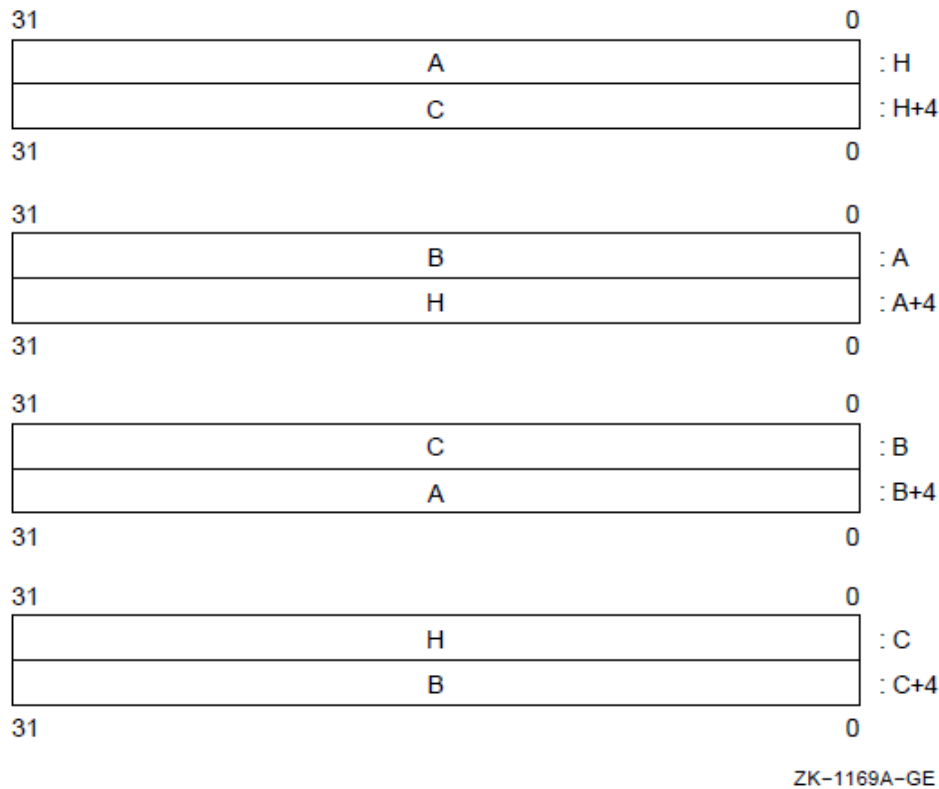 31 0
A : H
C : H+4
31 0
31 0
B : A
H : A+4
31 0
31 0
C : B
A : B+4
31 0
31 0
H : C
B : C+4
31 0
ZK−1169A−GE